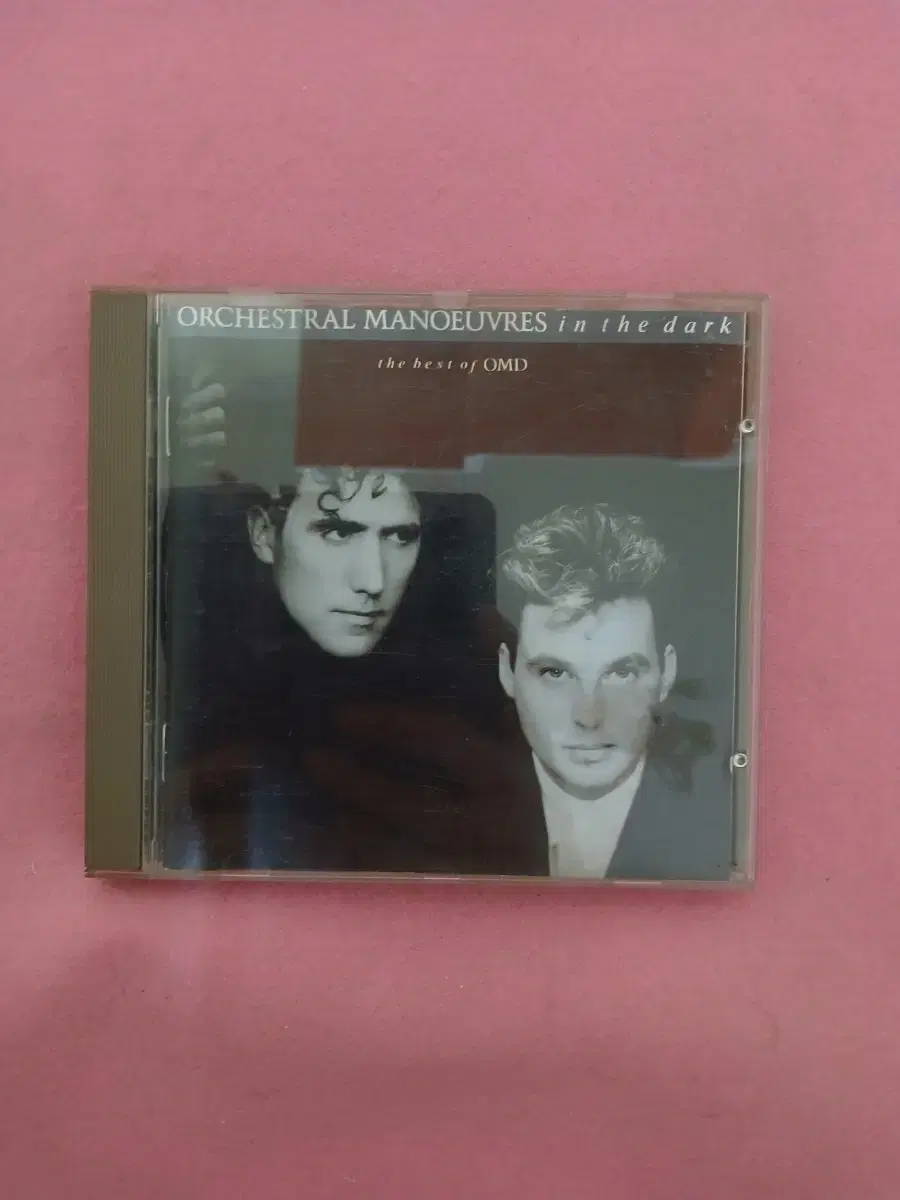 ORCHESTRAL MANOEUVRES in the dark
the best of OMD